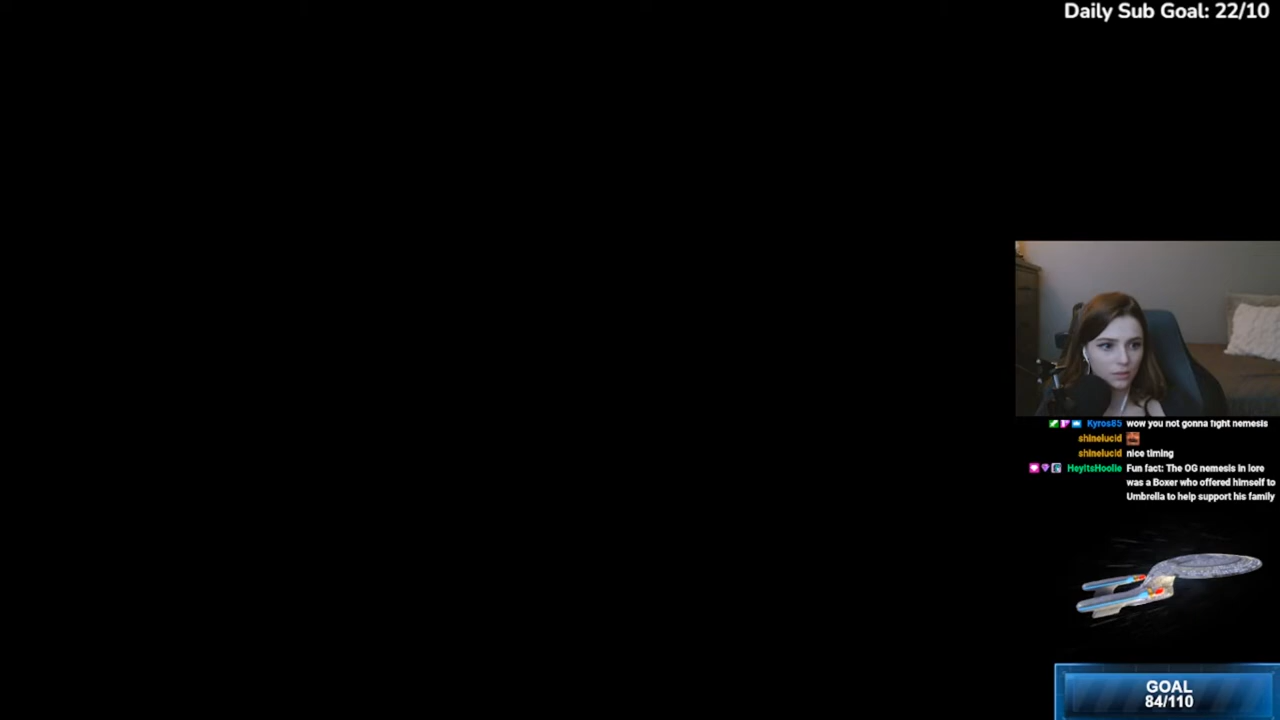 Daily Sub Goal: 22/10
Kyros85 wow you not gonna fight nemesis
shinelucid
shinelucid nice timing
HeyItsHoolie Fun fact: The OG nemesis in lore
was a Boxer who offered himself to
Umbrella to help support his family
GOAL
84/110